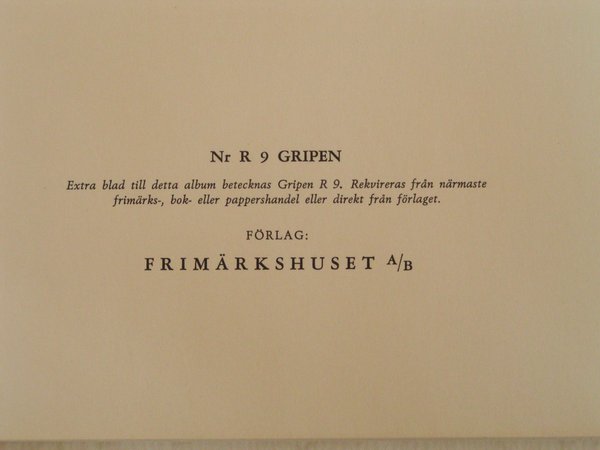 Nr R 9 GRIPEN
Extra blad till detta album betecknas Gripen R 9. Rekvireras från närmaste
frimärks-, bok- eller pappershandel eller direkt från förlaget.
FÖRLAG:
FRIMÄRKSHUSET A/B